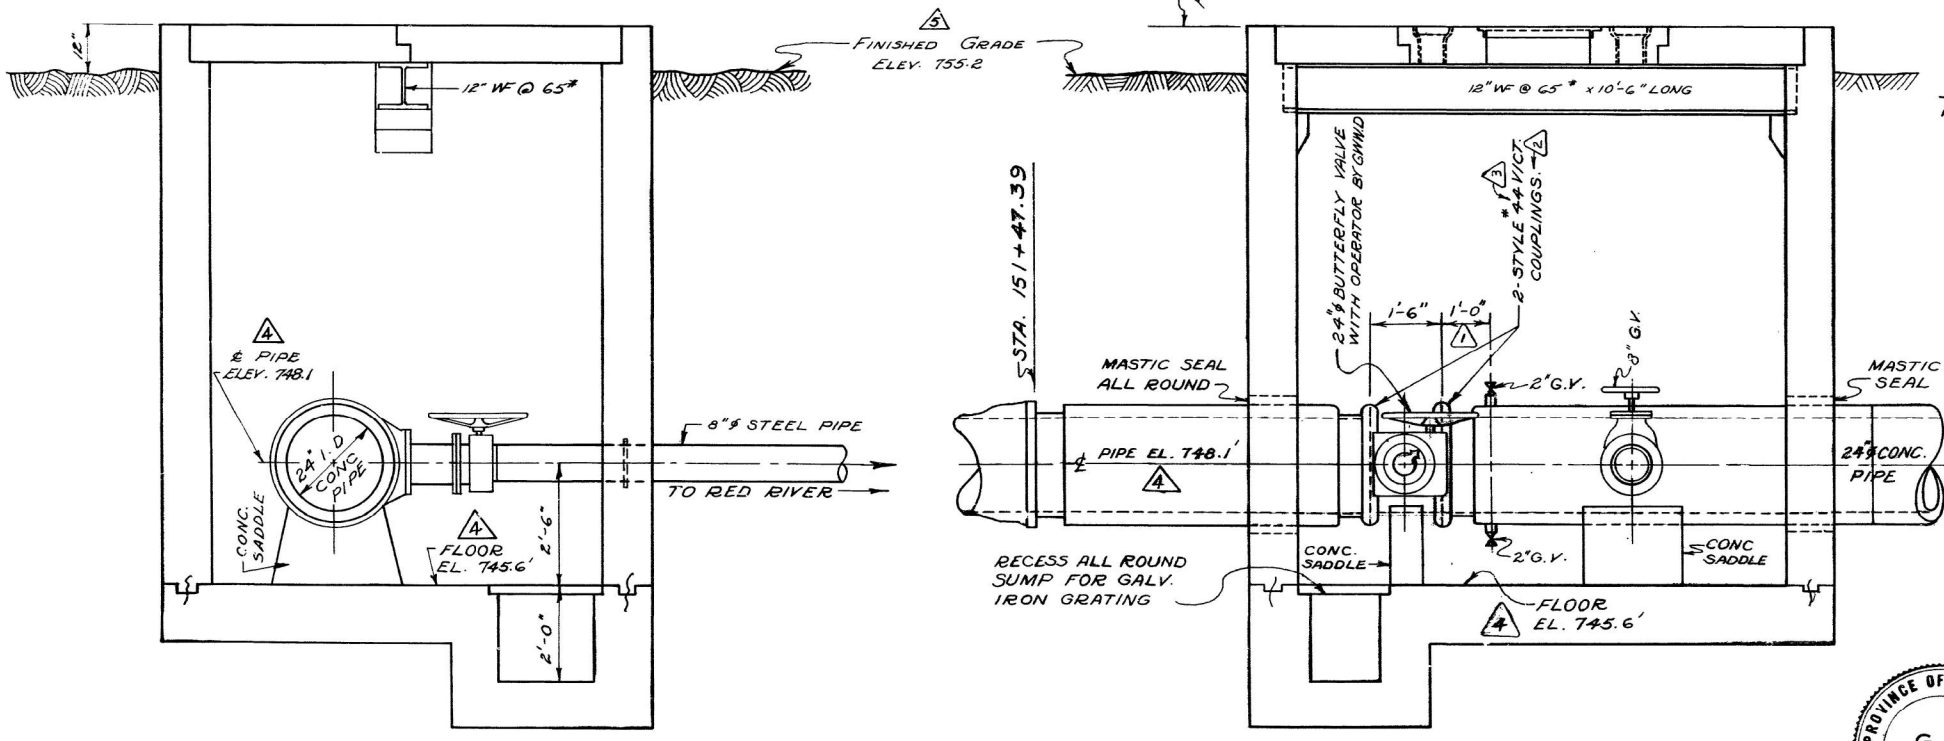 12"
5
FINISHED GRADE
ELEV. 755.2
12" WF @ 65#
4
℄ PIPE
ELEV. 748.1
24" I.D
CONC.
PIPE
CONC.
SADDLE
8"ø STEEL PIPE
TO RED RIVER
4
FLOOR
EL. 745.6'
2'-6"
2'-0"
12" WF @ 65# x 10'-6" LONG
STA. 151+47.39
24"ø BUTTERFLY VALVE
WITH OPERATOR BY GWWD
2-STYLE #44 VICT.
COUPLINGS.
3
2
1'-6"
1'-0"
1
MASTIC SEAL
ALL ROUND
2" G.V.
8" G.V.
MASTIC
SEAL
℄ PIPE EL. 748.1'
4
24"ø CONC.
PIPE
RECESS ALL ROUND
SUMP FOR GALV.
IRON GRATING
CONC.
SADDLE
2" G.V.
CONC
SADDLE
FLOOR
EL. 745.6'
4
PROVINCE OF